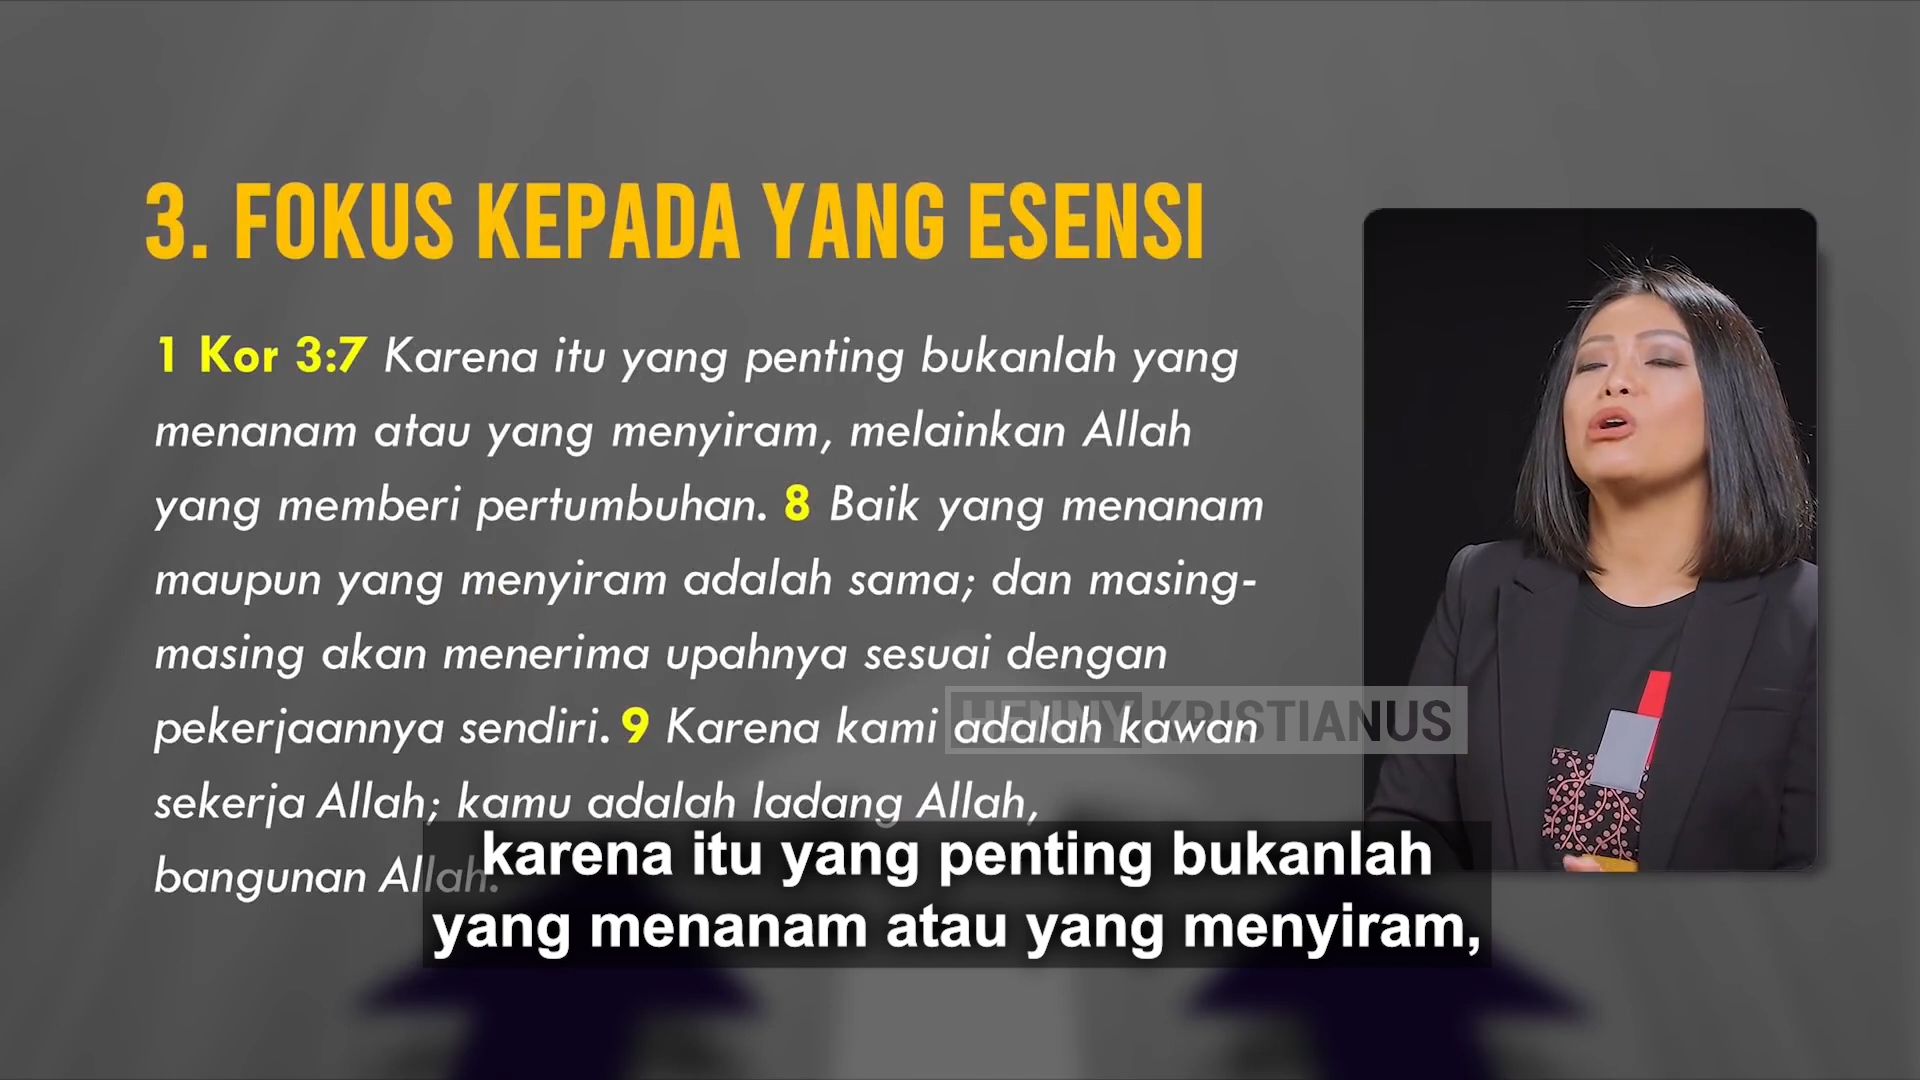 3. FOKUS KEPADA YANG ESENSI
1 Kor 3:7 Karena itu yang penting bukanlah yang
menanam atau yang menyiram, melainkan Allah
yang memberi pertumbuhan. 8 Baik yang menanam
maupun yang menyiram adalah sama; dan masing-
masing akan menerima upahnya sesuai dengan
pekerjaannya sendiri. 9 Karena kami adalah kawan
sekerja Allah; kamu adalah ladang Allah,
bangunan Allah.
HENNY KRISTIANUS
karena itu yang penting bukanlah
yang menanam atau yang menyiram,